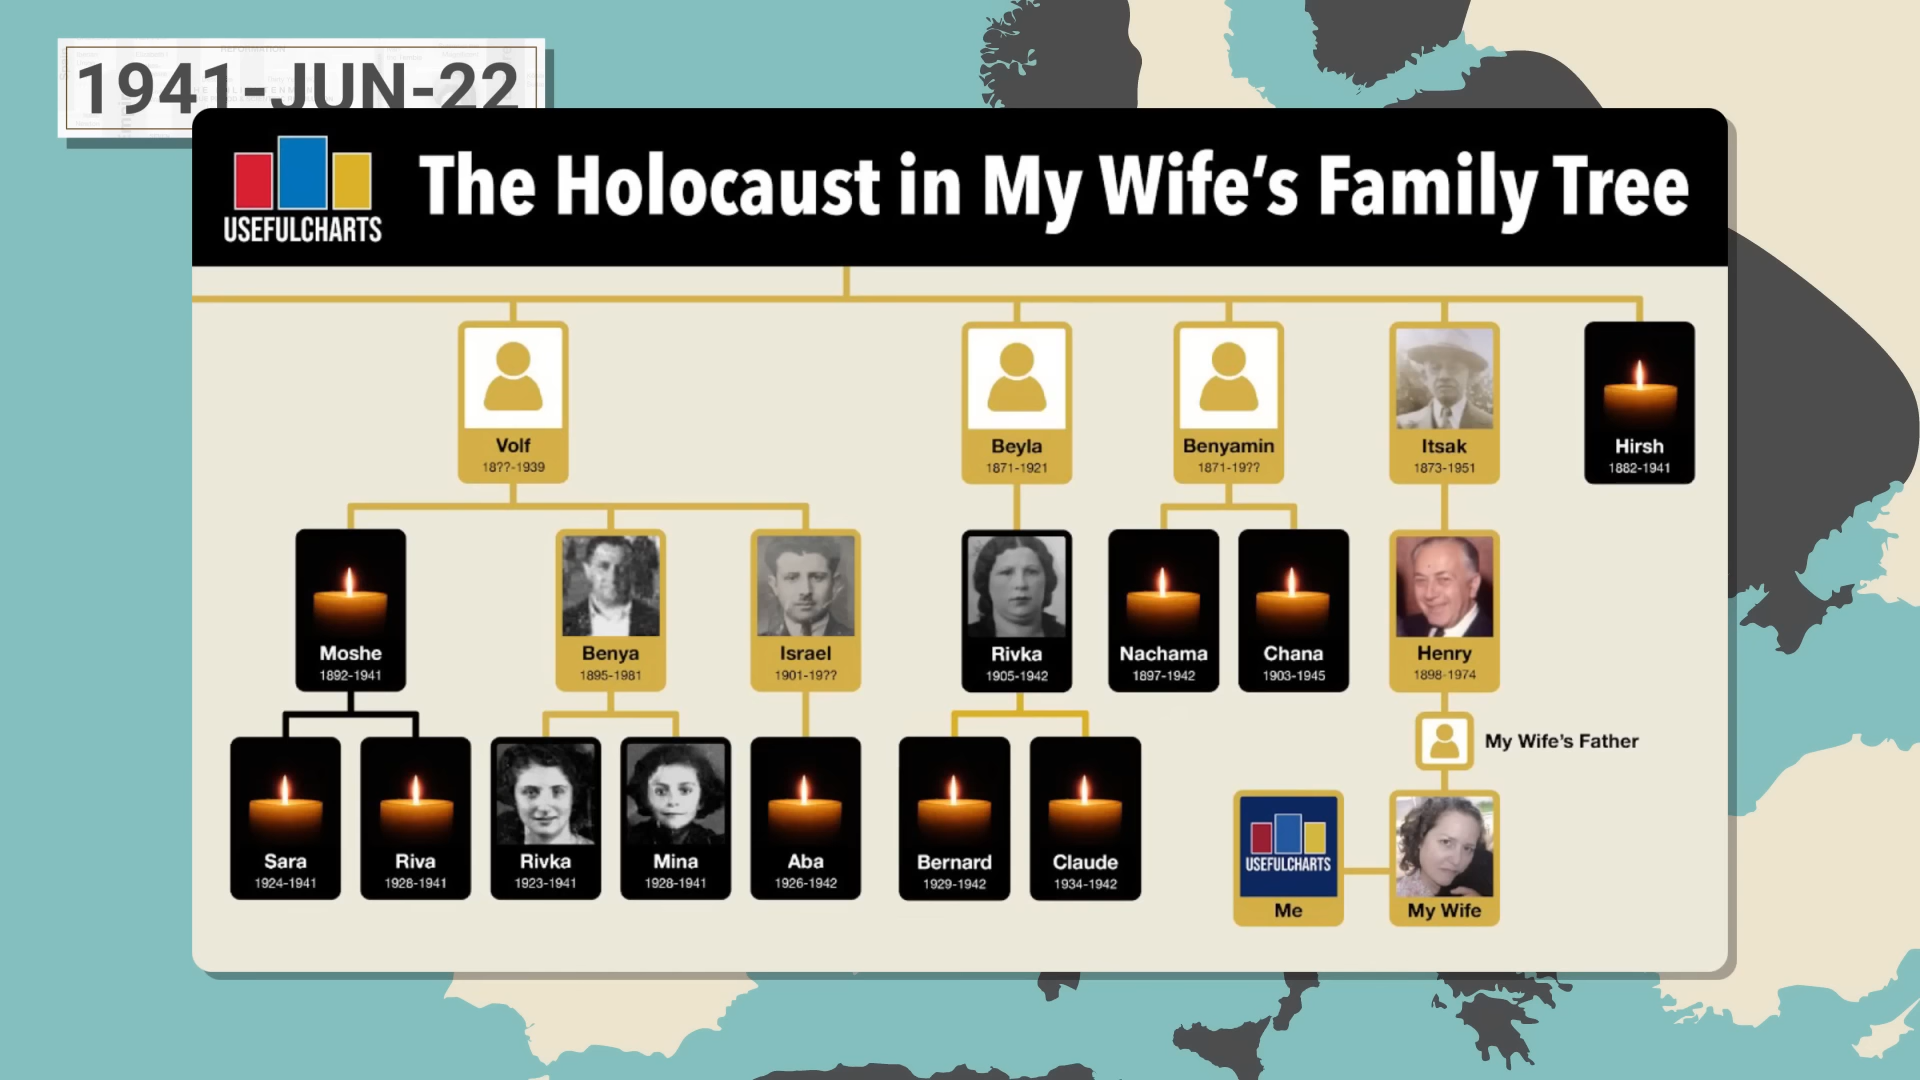 1941-JUN-22
USEFULCHARTS
The Holocaust in My Wife’s Family Tree
Volf
18??-1939
Beyla
1871-1921
Benyamin
1871-19??
Itsak
1873-1951
Hirsh
1882-1941
Moshe
1892-1941
Benya
1895-1981
Israel
1901-19??
Rivka
1905-1942
Nachama
1897-1942
Chana
1903-1945
Henry
1898-1974
My Wife’s Father
Sara
1924-1941
Riva
1928-1941
Rivka
1923-1941
Mina
1928-1941
Aba
1926-1942
Bernard
1929-1942
Claude
1934-1942
USEFULCHARTS
Me
My Wife